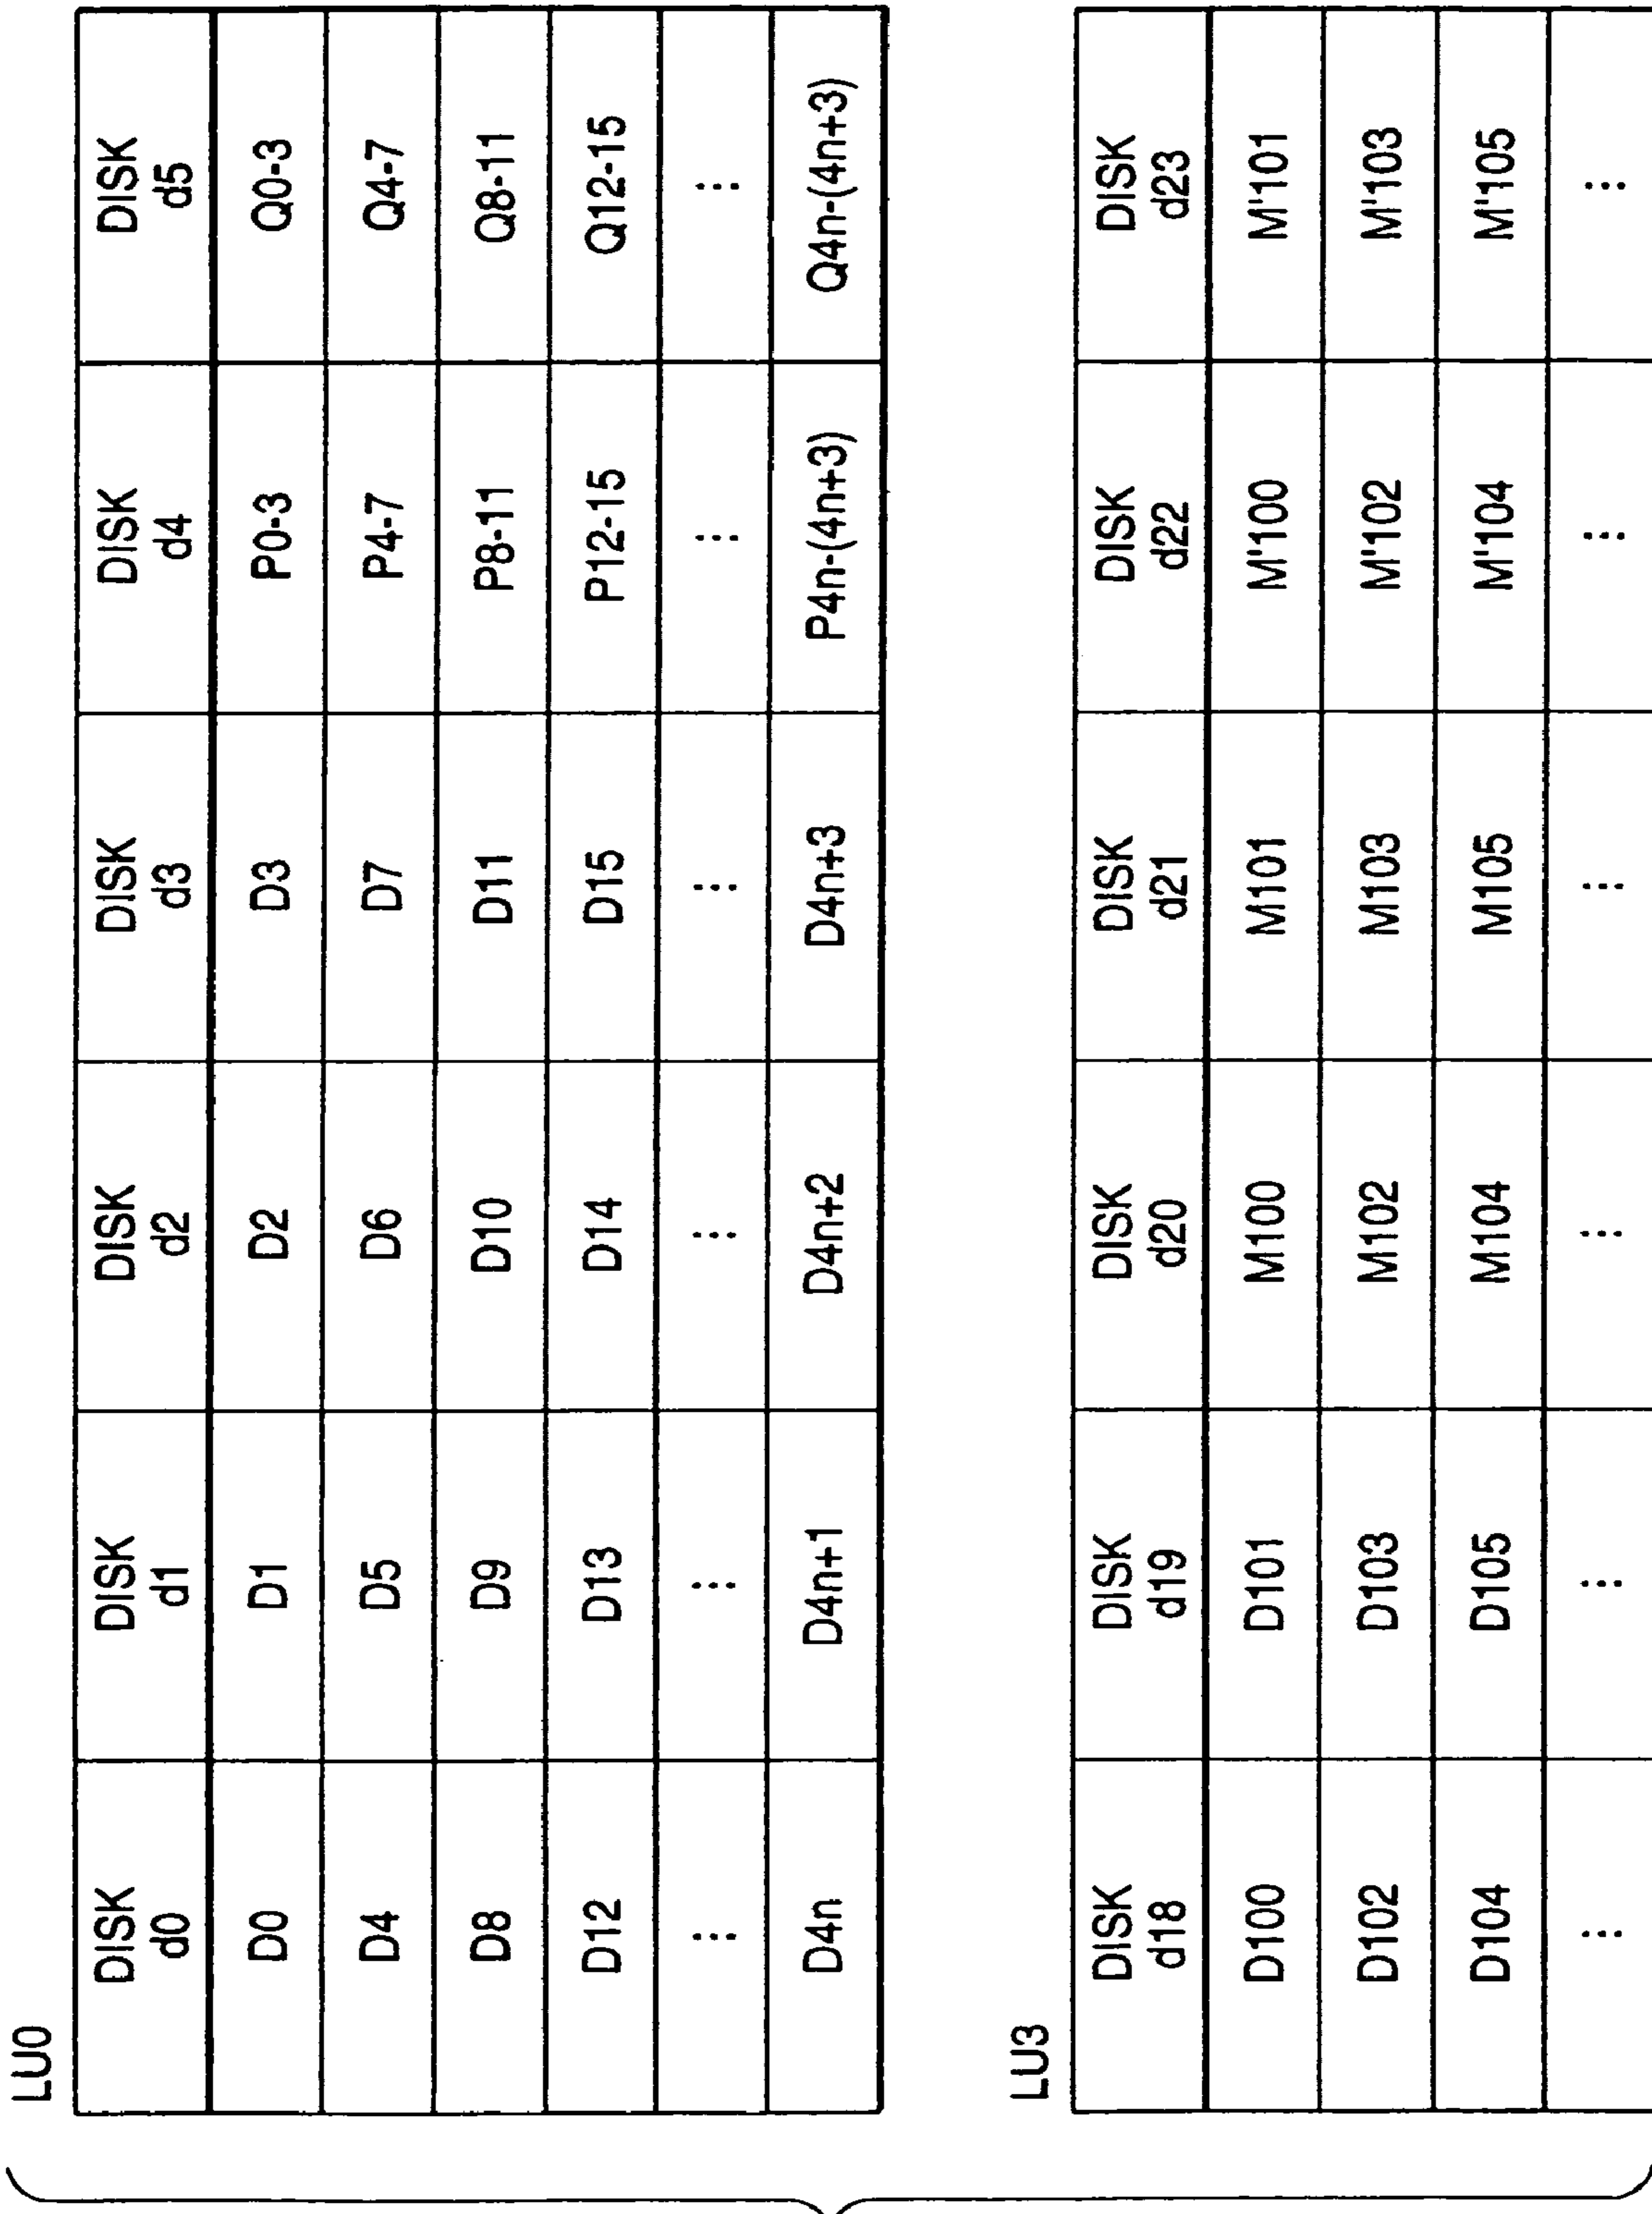 LU0
DISK d0 DISK d1 DISK d2 DISK d3 DISK d4 DISK d5
D0 D1 D2 D3 P0-3 Q0-3
D4 D5 D6 D7 P4-7 Q4-7
D8 D9 D10 D11 P8-11 Q8-11
D12 D13 D14 D15 P12-15 Q12-15
... ... ... ... ... ...
D4n D4n+1 D4n+2 D4n+3 P4n-(4n+3) Q4n-(4n+3)
LU3
DISK d18 DISK d19 DISK d20 DISK d21 DISK d22 DISK d23
D100 D101 M100 M101 M'100 M'101
D102 D103 M102 M103 M'102 M'103
D104 D105 M104 M105 M'104 M'105
... ... ... ... ... ...